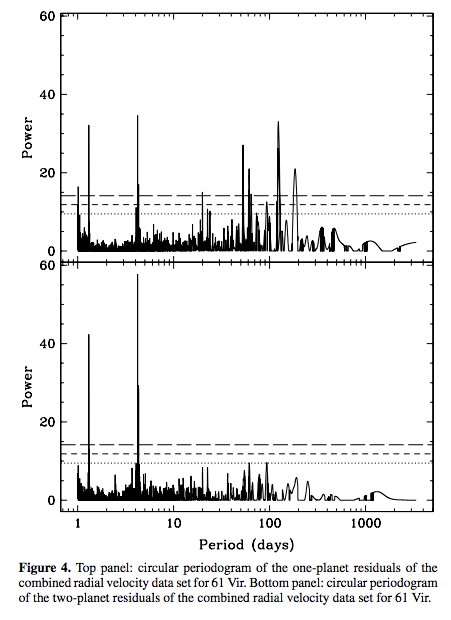 60
40
20
0
Power
60
40
20
0
Power
1 10 100 1000
Period (days)
Figure 4. Top panel: circular periodogram of the one-planet residuals of the
combined radial velocity data set for 61 Vir. Bottom panel: circular periodogram
of the two-planet residuals of the combined radial velocity data set for 61 Vir.